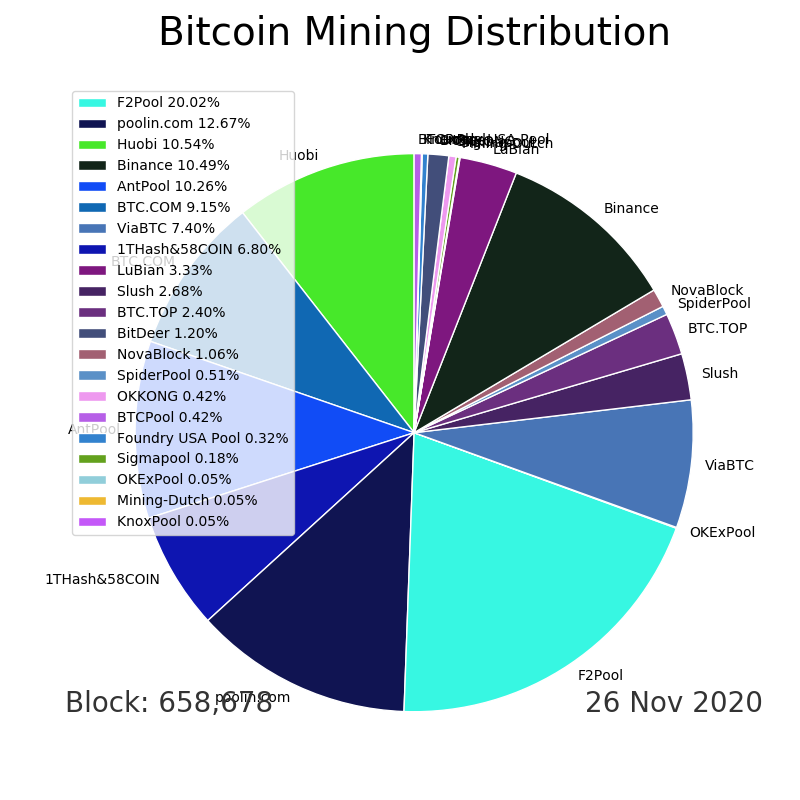 Bitcoin Mining Distribution
F2Pool 20.02%
poolin.com 12.67%
Huobi 10.54%
Binance 10.49%
AntPool 10.26%
BTC.COM 9.15%
ViaBTC 7.40%
1THash&58COIN 6.80%
LuBian 3.33%
Slush 2.68%
BTC.TOP 2.40%
BitDeer 1.20%
NovaBlock 1.06%
SpiderPool 0.51%
OKKONG 0.42%
BTCPool 0.42%
Foundry USA Pool 0.32%
Sigmapool 0.18%
OKExPool 0.05%
Mining-Dutch 0.05%
KnoxPool 0.05%
Huobi
LuBian
Binance
NovaBlock
SpiderPool
BTC.TOP
BTC.COM
Slush
AntPool
ViaBTC
OKExPool
1THash&58COIN
F2Pool
poolin.com
Block: 658,678
26 Nov 2020